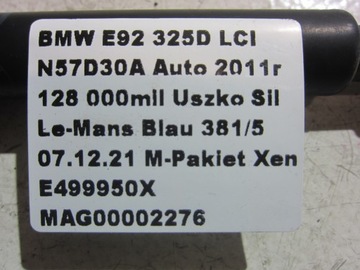 BMW E92 325D LCI
N57D30A Auto 2011r
128 000mil Uszko Sil
Le-Mans Blau 381/5
07.12.21 M-Pakiet Xen
E499950X
MAG00002276